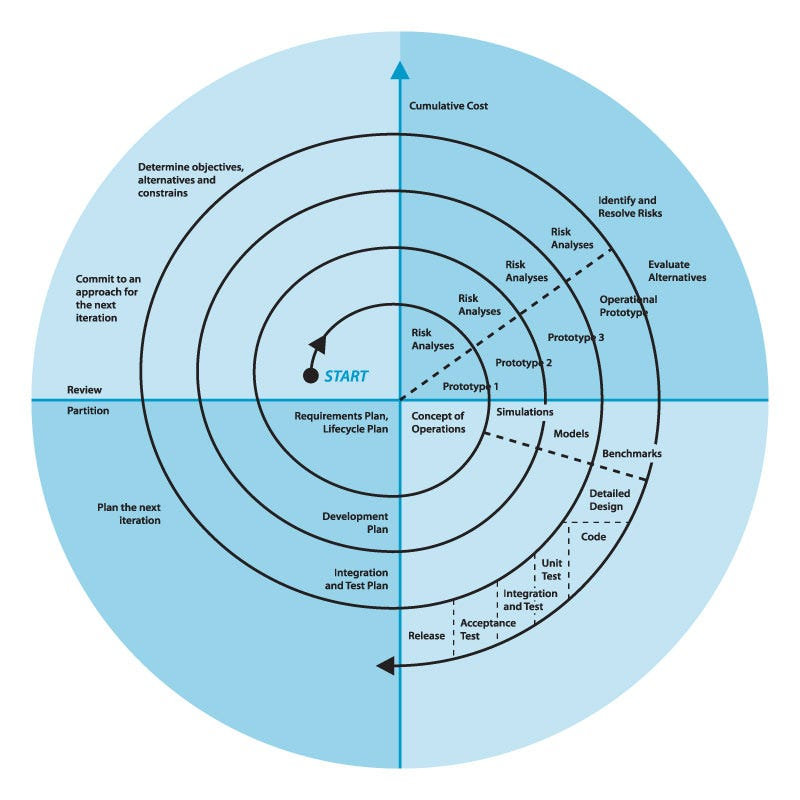 Cumulative Cost
Determine objectives,
alternatives and
constrains
Identify and
Resolve Risks
Risk
Analyses
Evaluate
Alternatives
Risk
Analyses
Commit to an
approach for
the next
iteration
Risk
Analyses
Operational
Prototype
Risk
Analyses
Prototype 3
Prototype 2
START
Prototype 1
Review
Partition
Requirements Plan,
Lifecycle Plan
Concept of
Operations
Simulations
Models
Benchmarks
Plan the next
iteration
Development
Plan
Detailed
Design
Code
Integration
and Test Plan
Unit
Test
Integration
and Test
Acceptance
Test
Release